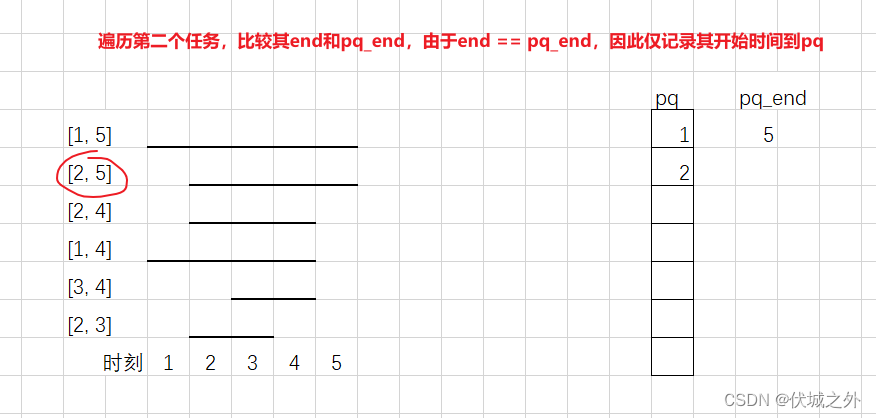 遍历第二个任务，比较其end和pq_end，由于end == pq_end，因此仅记录其开始时间到pq
pq pq_end
[1, 5] 1 5
[2, 5] 2
[2, 4]
[1, 4]
[3, 4]
[2, 3]
时刻 1 2 3 4 5
CSDN @伏城之外